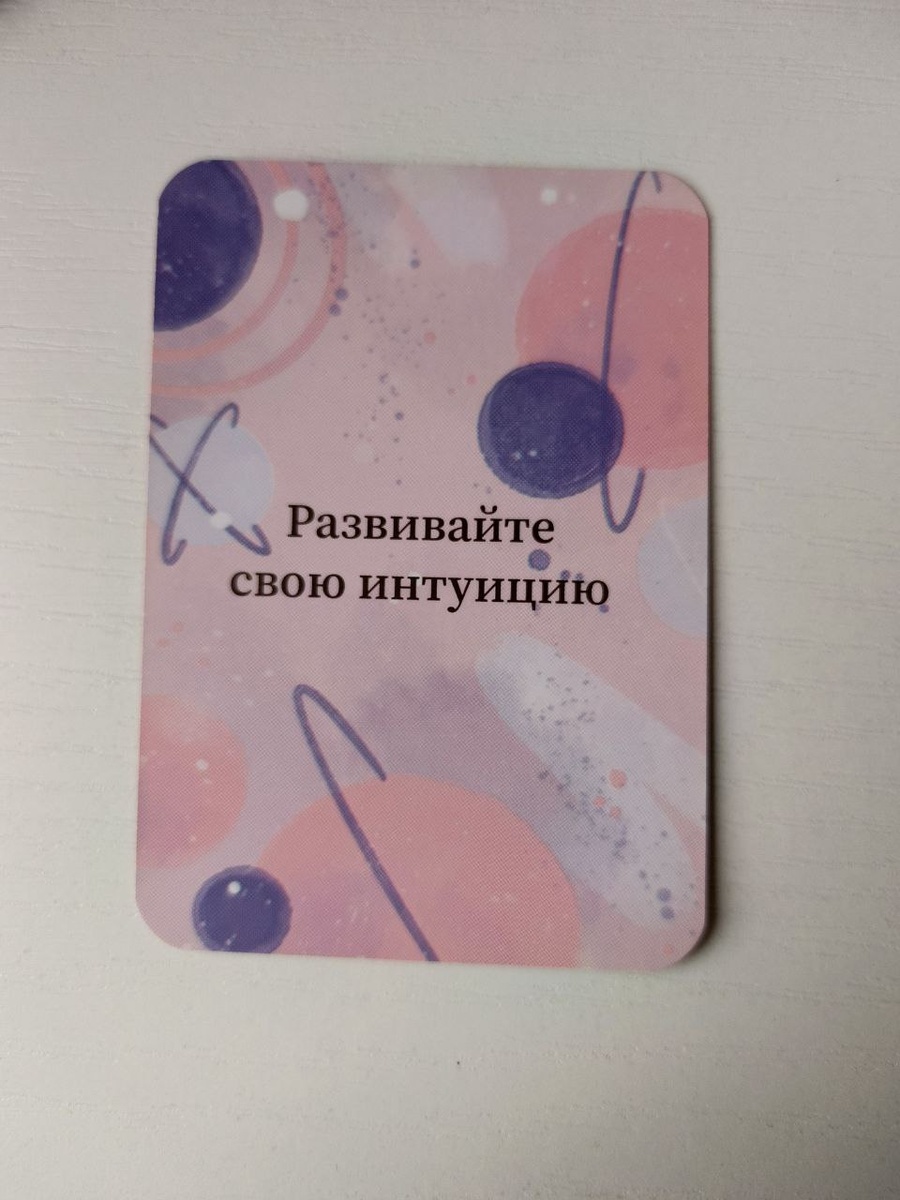 Развивайте
свою интуицию